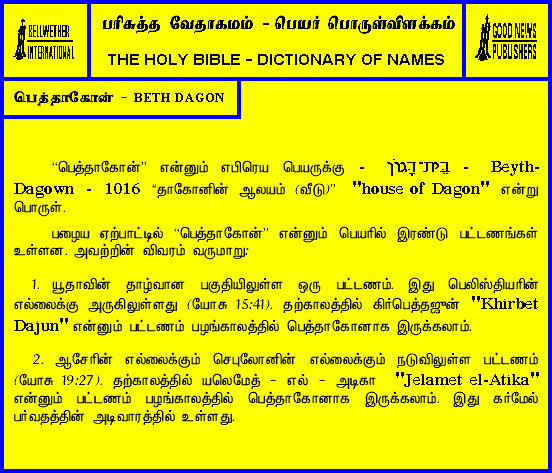 BELLWETHER
INTERNATIONAL
பரிசுத்த வேதாகமம் - பெயர் பொருள்விளக்கம்
THE HOLY BIBLE - DICTIONARY OF NAMES
GOOD NEWS
PUBLISHERS
பெத்தாகோன் - BETH DAGON
“பெத்தாகோன்” என்னும் எபிரெய பெயருக்கு - בֵּית־דָּגוֹן - Beyth-
Dagown - 1016 “தாகோனின் ஆலயம் (வீடு)” "house of Dagon" என்று
பொருள்.
பழைய ஏற்பாட்டில் “பெத்தாகோன்” என்னும் பெயரில் இரண்டு பட்டணங்கள்
உள்ளன. அவற்றின் விவரம் வருமாறு:
1. யூதாவின் தாழ்வான பகுதியிலுள்ள ஒரு பட்டணம். இது பெலிஸ்தியரின்
எல்லைக்கு அருகிலுள்ளது (யோசு 15:41). தற்காலத்தில் கிர்பெத்தஜுன் "Khirbet
Dajun" என்னும் பட்டணம் பழங்காலத்தில் பெத்தாகோனாக இருக்கலாம்.
2. ஆசேரின் எல்லைக்கும் செபுலோனின் எல்லைக்கும் நடுவிலுள்ள பட்டணம்
(யோசு 19:27). தற்காலத்தில் யலெமேத் - எல் - அடிகா "Jelamet el-Atika"
என்னும் பட்டணம் பழங்காலத்தில் பெத்தாகோனாக இருக்கலாம். இது கர்மேல்
பர்வதத்தின் அடிவாரத்தில் உள்ளது.